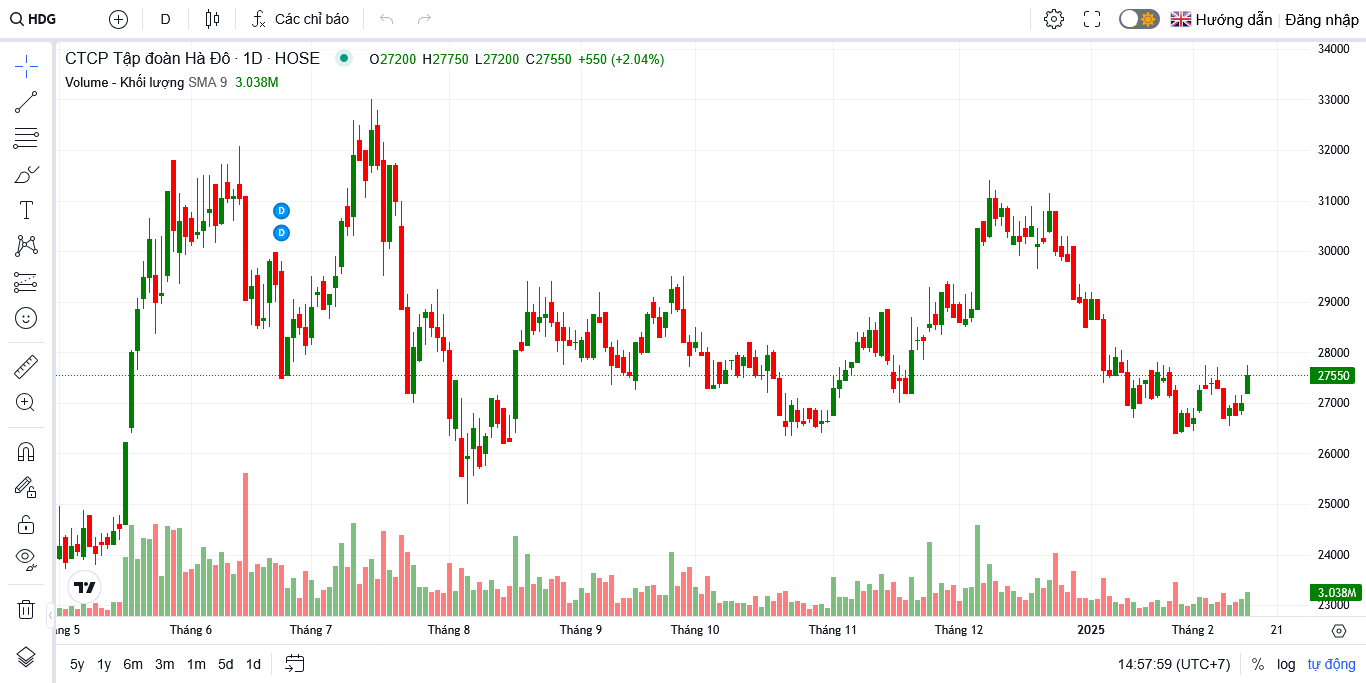 HDG D Các chỉ báo Hướng dẫn Đăng nhập
CTCP Tập đoàn Hà Đô · 1D · HOSE O27200 H27750 L27200 C27550 +550 (+2.04%)
Volume - Khối lượng SMA 9 3.038M
34000
33000
32000
31000
30000
29000
28000
27550
27000
26000
25000
24000
3.038M
23000
D
D
ng 5 Tháng 6 Tháng 7 Tháng 8 Tháng 9 Tháng 10 Tháng 11 Tháng 12 2025 Tháng 2 21
5y 1y 6m 3m 1m 5d 1d 14:57:59 (UTC+7) % log tự động